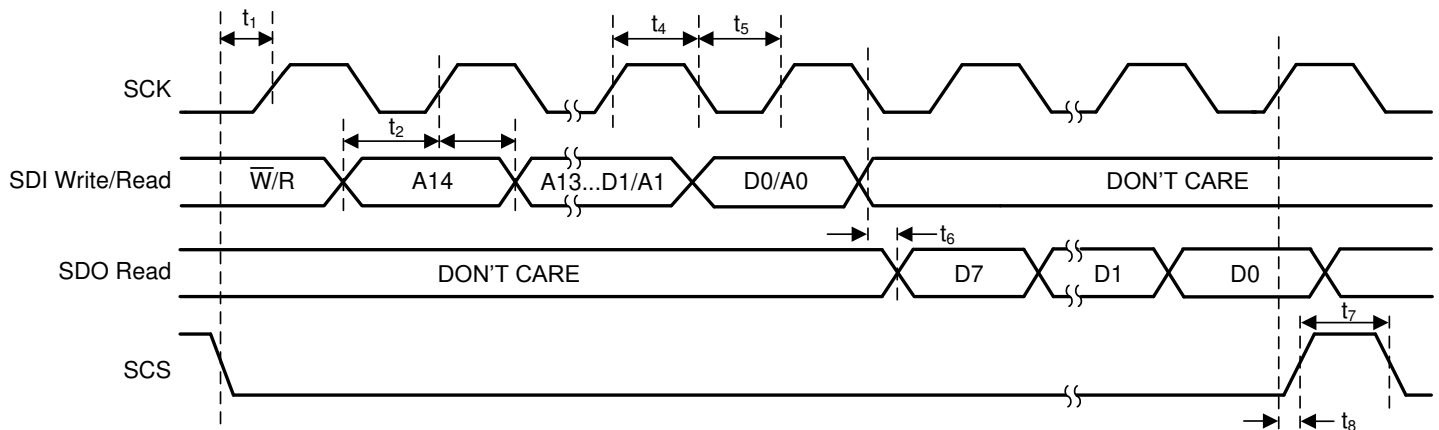 t1 t4 t5
SCK
t2
SDI Write/Read W̅/R A14 A13...D1/A1 D0/A0 DON'T CARE
t6
SDO Read DON'T CARE D7 D1 D0
t7
SCS
t8